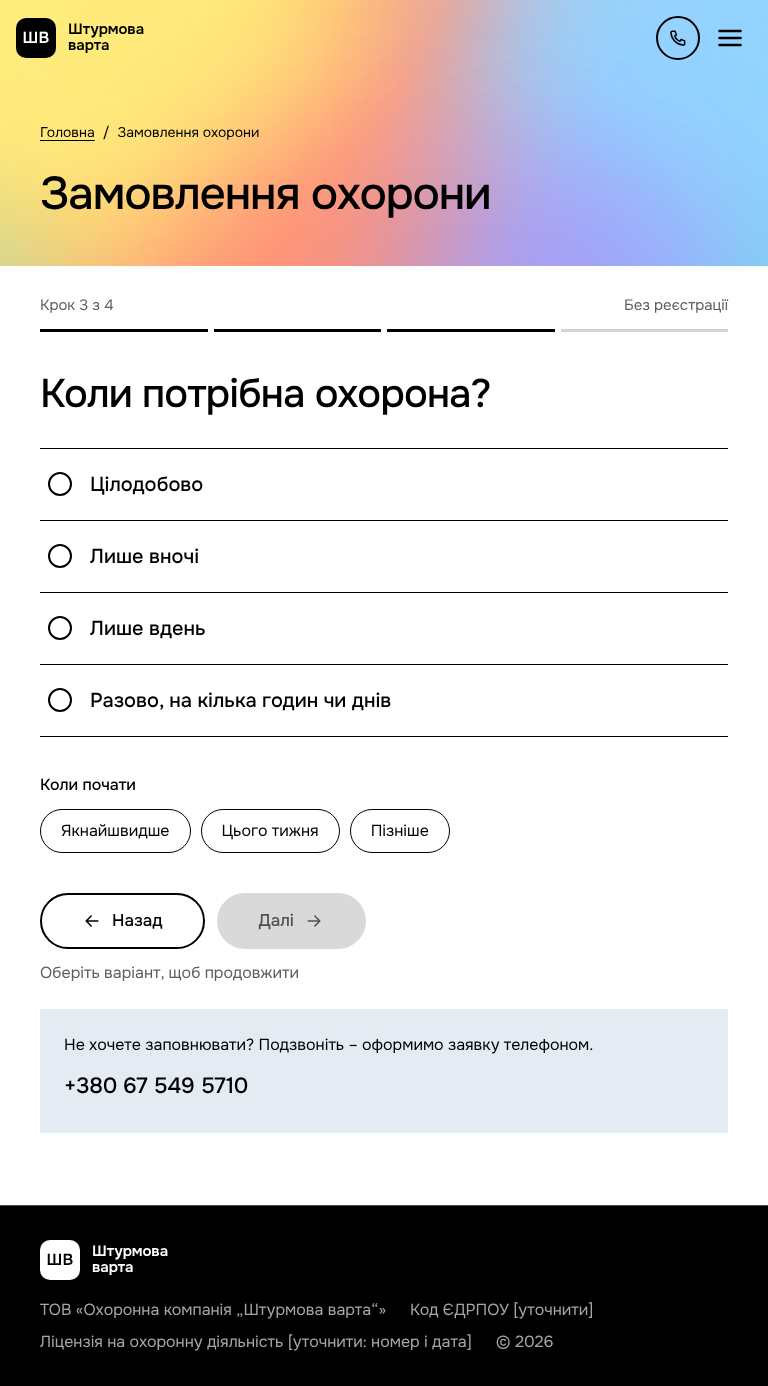 ШВ
Штурмова
варта
Головна / Замовлення охорони
Замовлення охорони
Крок 3 з 4
Без реєстрації
Коли потрібна охорона?
Цілодобово
Лише вночі
Лише вдень
Разово, на кілька годин чи днів
Коли почати
Якнайшвидше
Цього тижня
Пізніше
← Назад
Далі →
Оберіть варіант, щоб продовжити
Не хочете заповнювати? Подзвоніть – оформимо заявку телефоном.
+380 67 549 5710
ШВ
Штурмова
варта
ТОВ «Охоронна компанія „Штурмова варта“» Код ЄДРПОУ [уточнити]
Ліцензія на охоронну діяльність [уточнити: номер і дата] © 2026